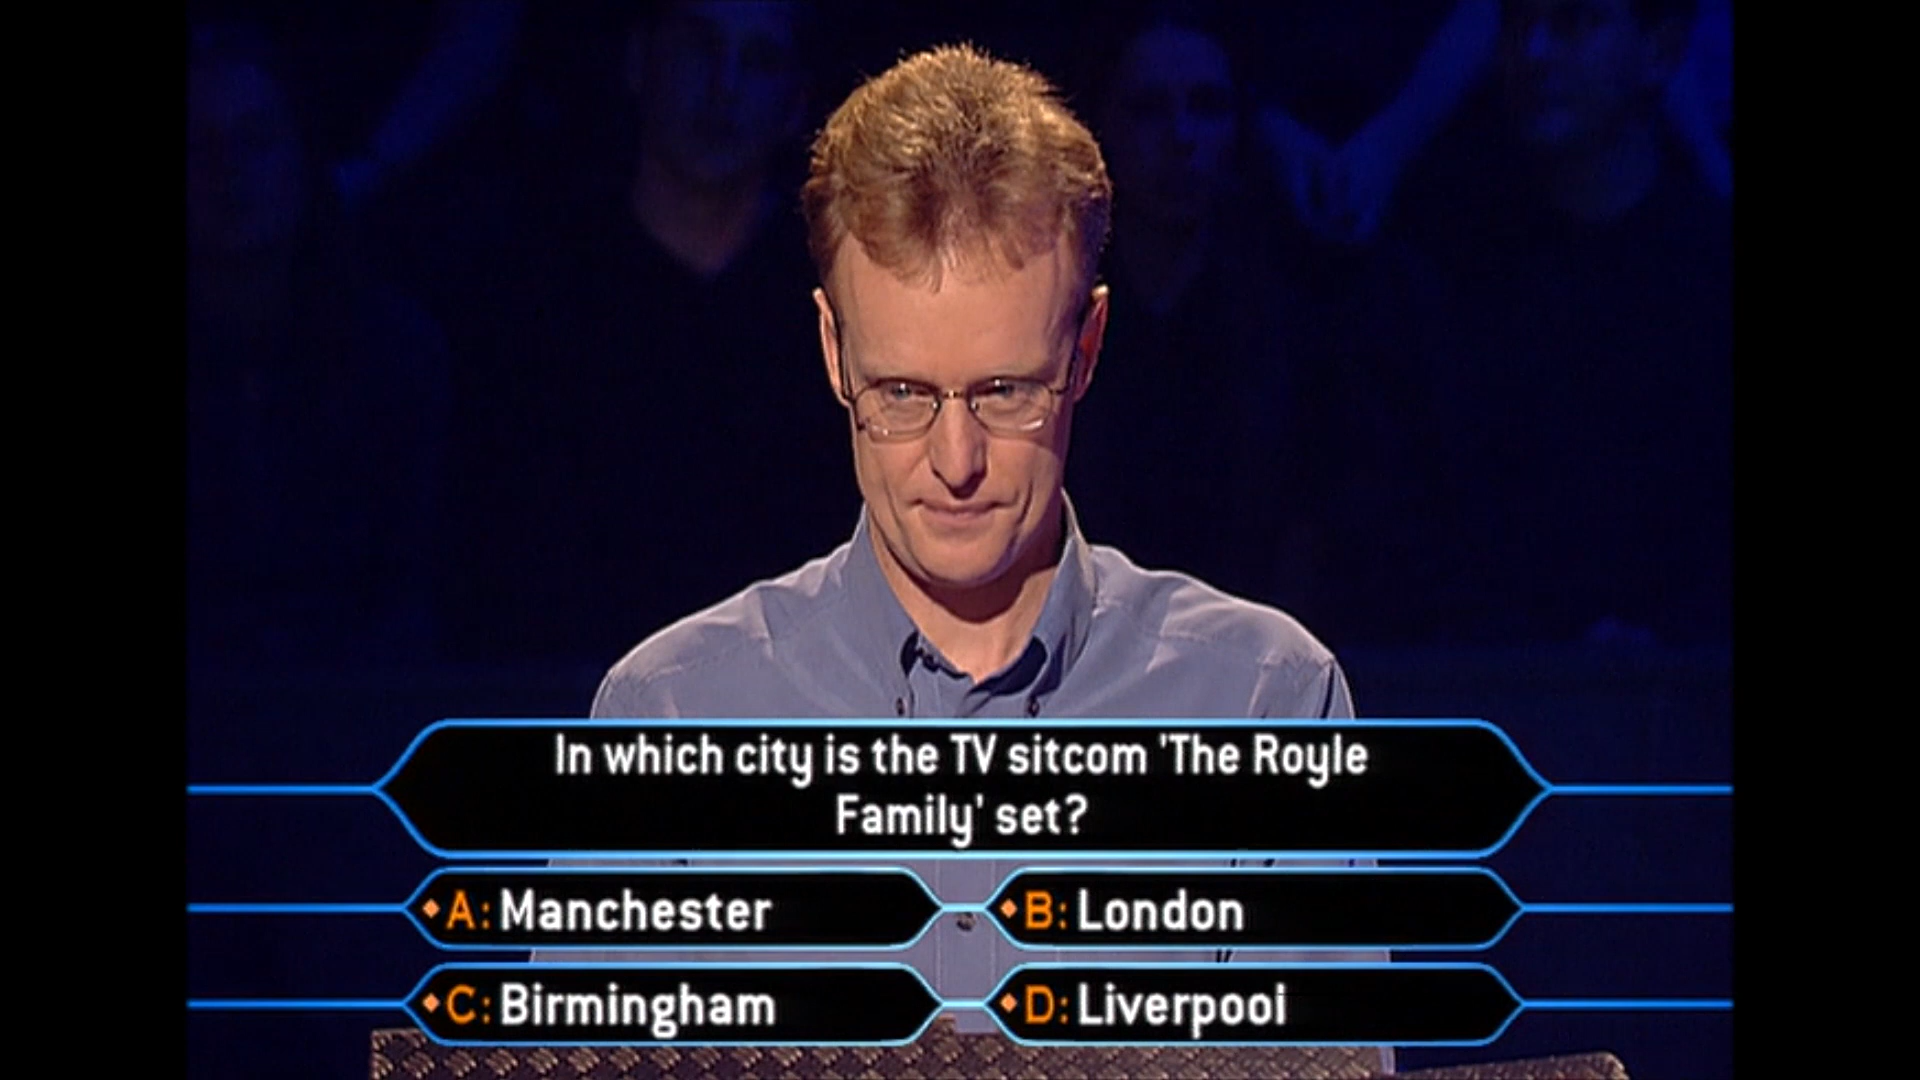 In which city is the TV sitcom 'The Royle
Family' set?
A: Manchester
B: London
C: Birmingham
D: Liverpool